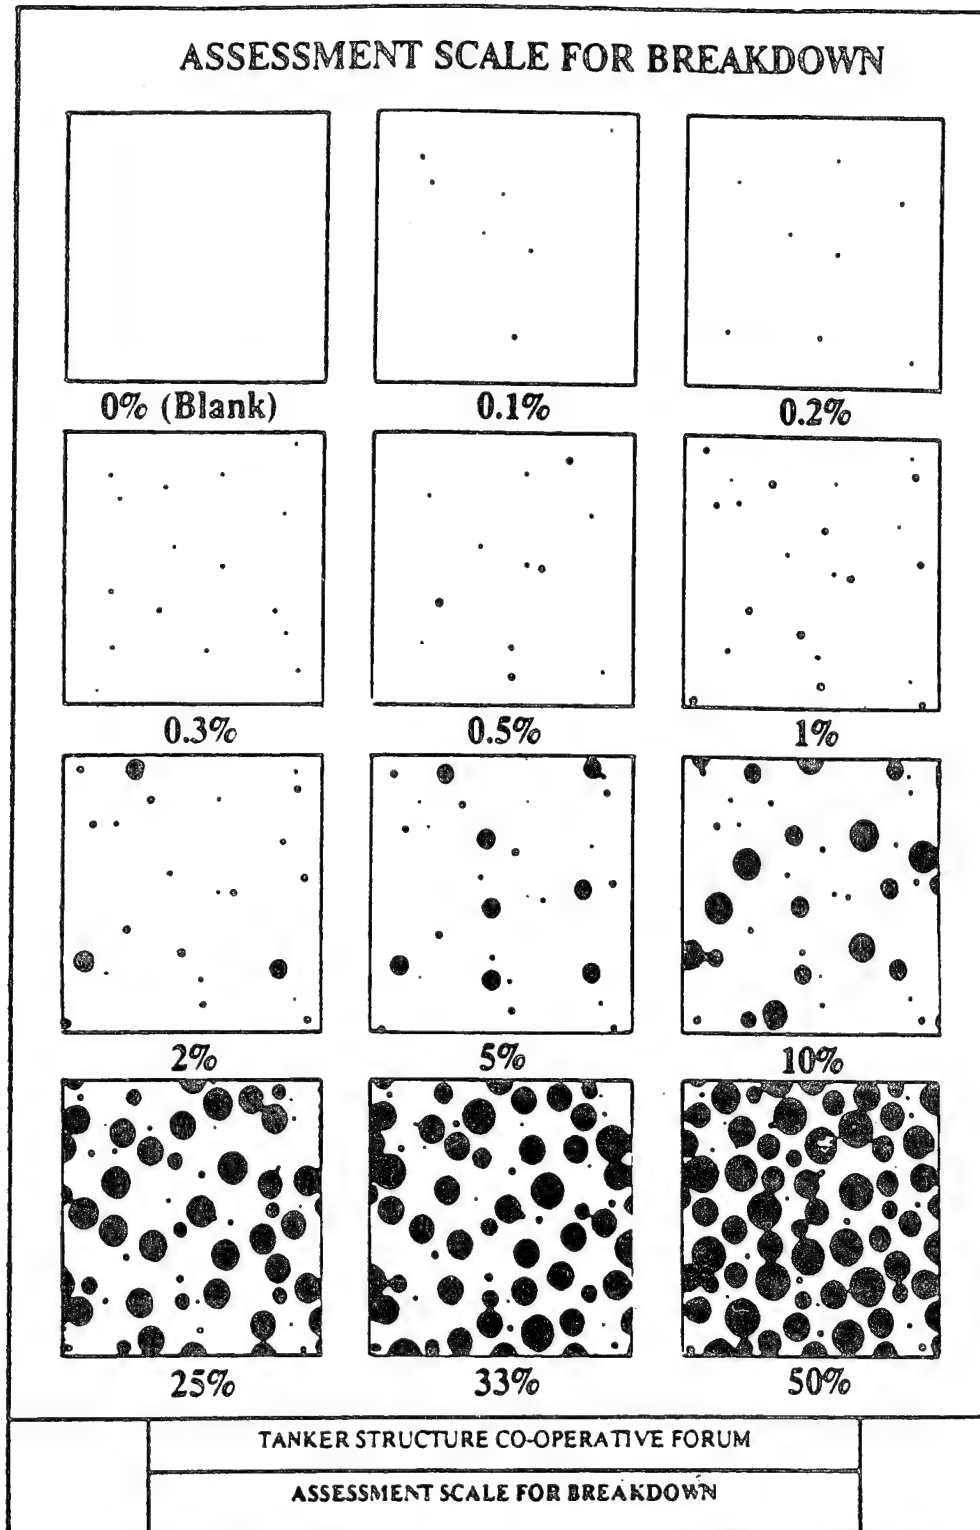 ASSESSMENT SCALE FOR BREAKDOWN
0% (Blank)
0.1%
0.2%
0.3%
0.5%
1%
2%
5%
10%
25%
33%
50%
TANKER STRUCTURE CO-OPERATIVE FORUM
ASSESSMENT SCALE FOR BREAKDOWN